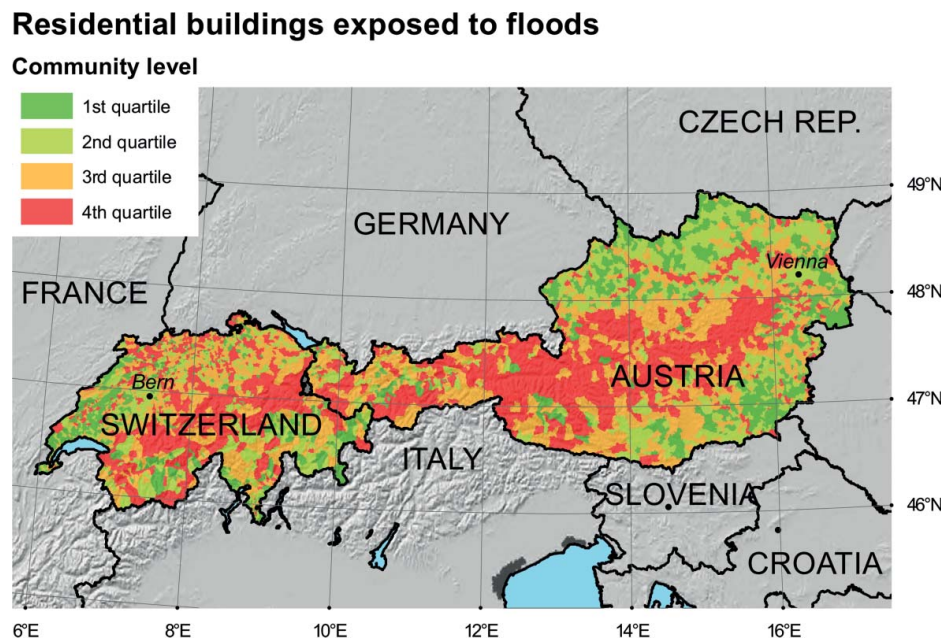 Residential buildings exposed to floods
Community level
1st quartile
2nd quartile
3rd quartile
4th quartile
CZECH REP.
49°N
GERMANY
Vienna
FRANCE
48°N
Bern
AUSTRIA
47°N
SWITZERLAND
ITALY
SLOVENIA
46°N
CROATIA
6°E
8°E
10°E
12°E
14°E
16°E